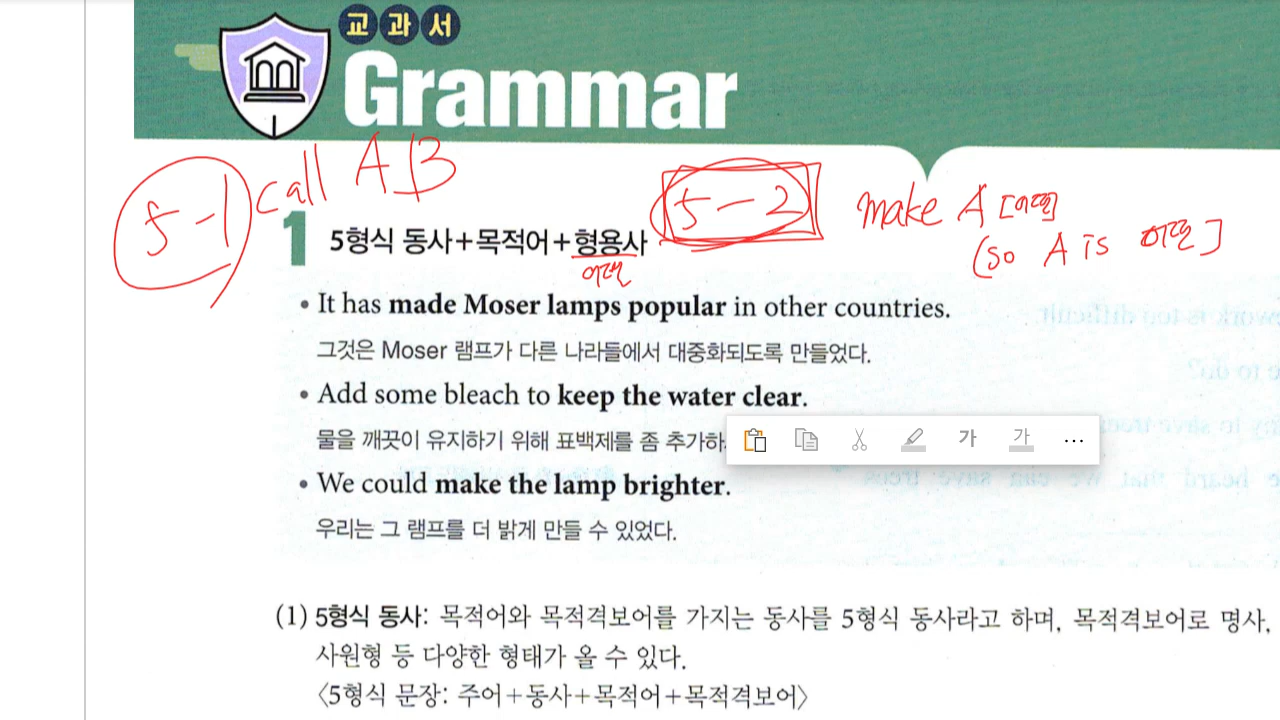 교과서
Grammar
5-1 call A B
5-2 make A [어떤]
(so A is 어떤]
1 5형식 동사+목적어+형용사
어떤
• It has made Moser lamps popular in other countries.
그것은 Moser 램프가 다른 나라들에서 대중화되도록 만들었다.
• Add some bleach to keep the water clear.
물을 깨끗이 유지하기 위해 표백제를 좀 추가하
가 가 ...
• We could make the lamp brighter.
우리는 그 램프를 더 밝게 만들 수 있었다.
(1) 5형식 동사: 목적어와 목적격보어를 가지는 동사를 5형식 동사라고 하며, 목적격보어로 명사,
사원형 등 다양한 형태가 올 수 있다.
〈5형식 문장: 주어+동사+목적어+목적격보어〉